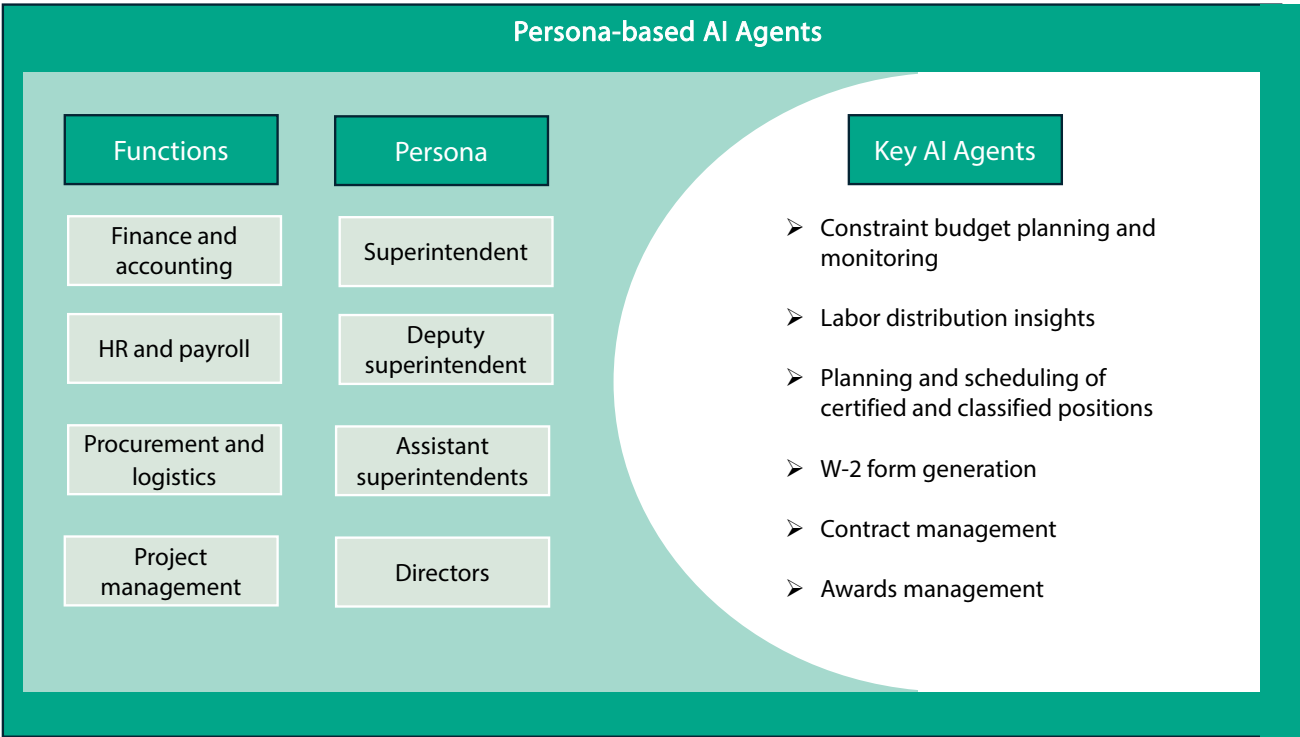 Persona-based AI Agents
Functions
Finance and
accounting
HR and payroll
Procurement and
logistics
Project
management
Persona
Superintendent
Deputy
superintendent
Assistant
superintendents
Directors
Key AI Agents
➢ Constraint budget planning and
monitoring
➢ Labor distribution insights
➢ Planning and scheduling of
certified and classified positions
➢ W-2 form generation
➢ Contract management
➢ Awards management